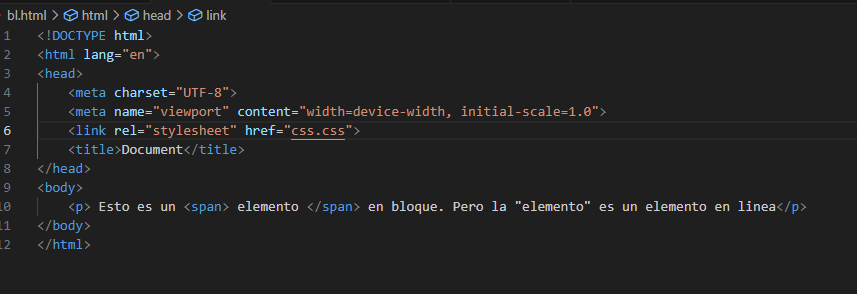 bl.html > html > head > link
1 <!DOCTYPE html>
2 <html lang="en">
3 <head>
4 <meta charset="UTF-8">
5 <meta name="viewport" content="width=device-width, initial-scale=1.0">
6 <link rel="stylesheet" href="css.css">
7 <title>Document</title>
8 </head>
9 <body>
10 <p> Esto es un <span> elemento </span> en bloque. Pero la "elemento" es un elemento en linea</p>
11 </body>
12 </html>